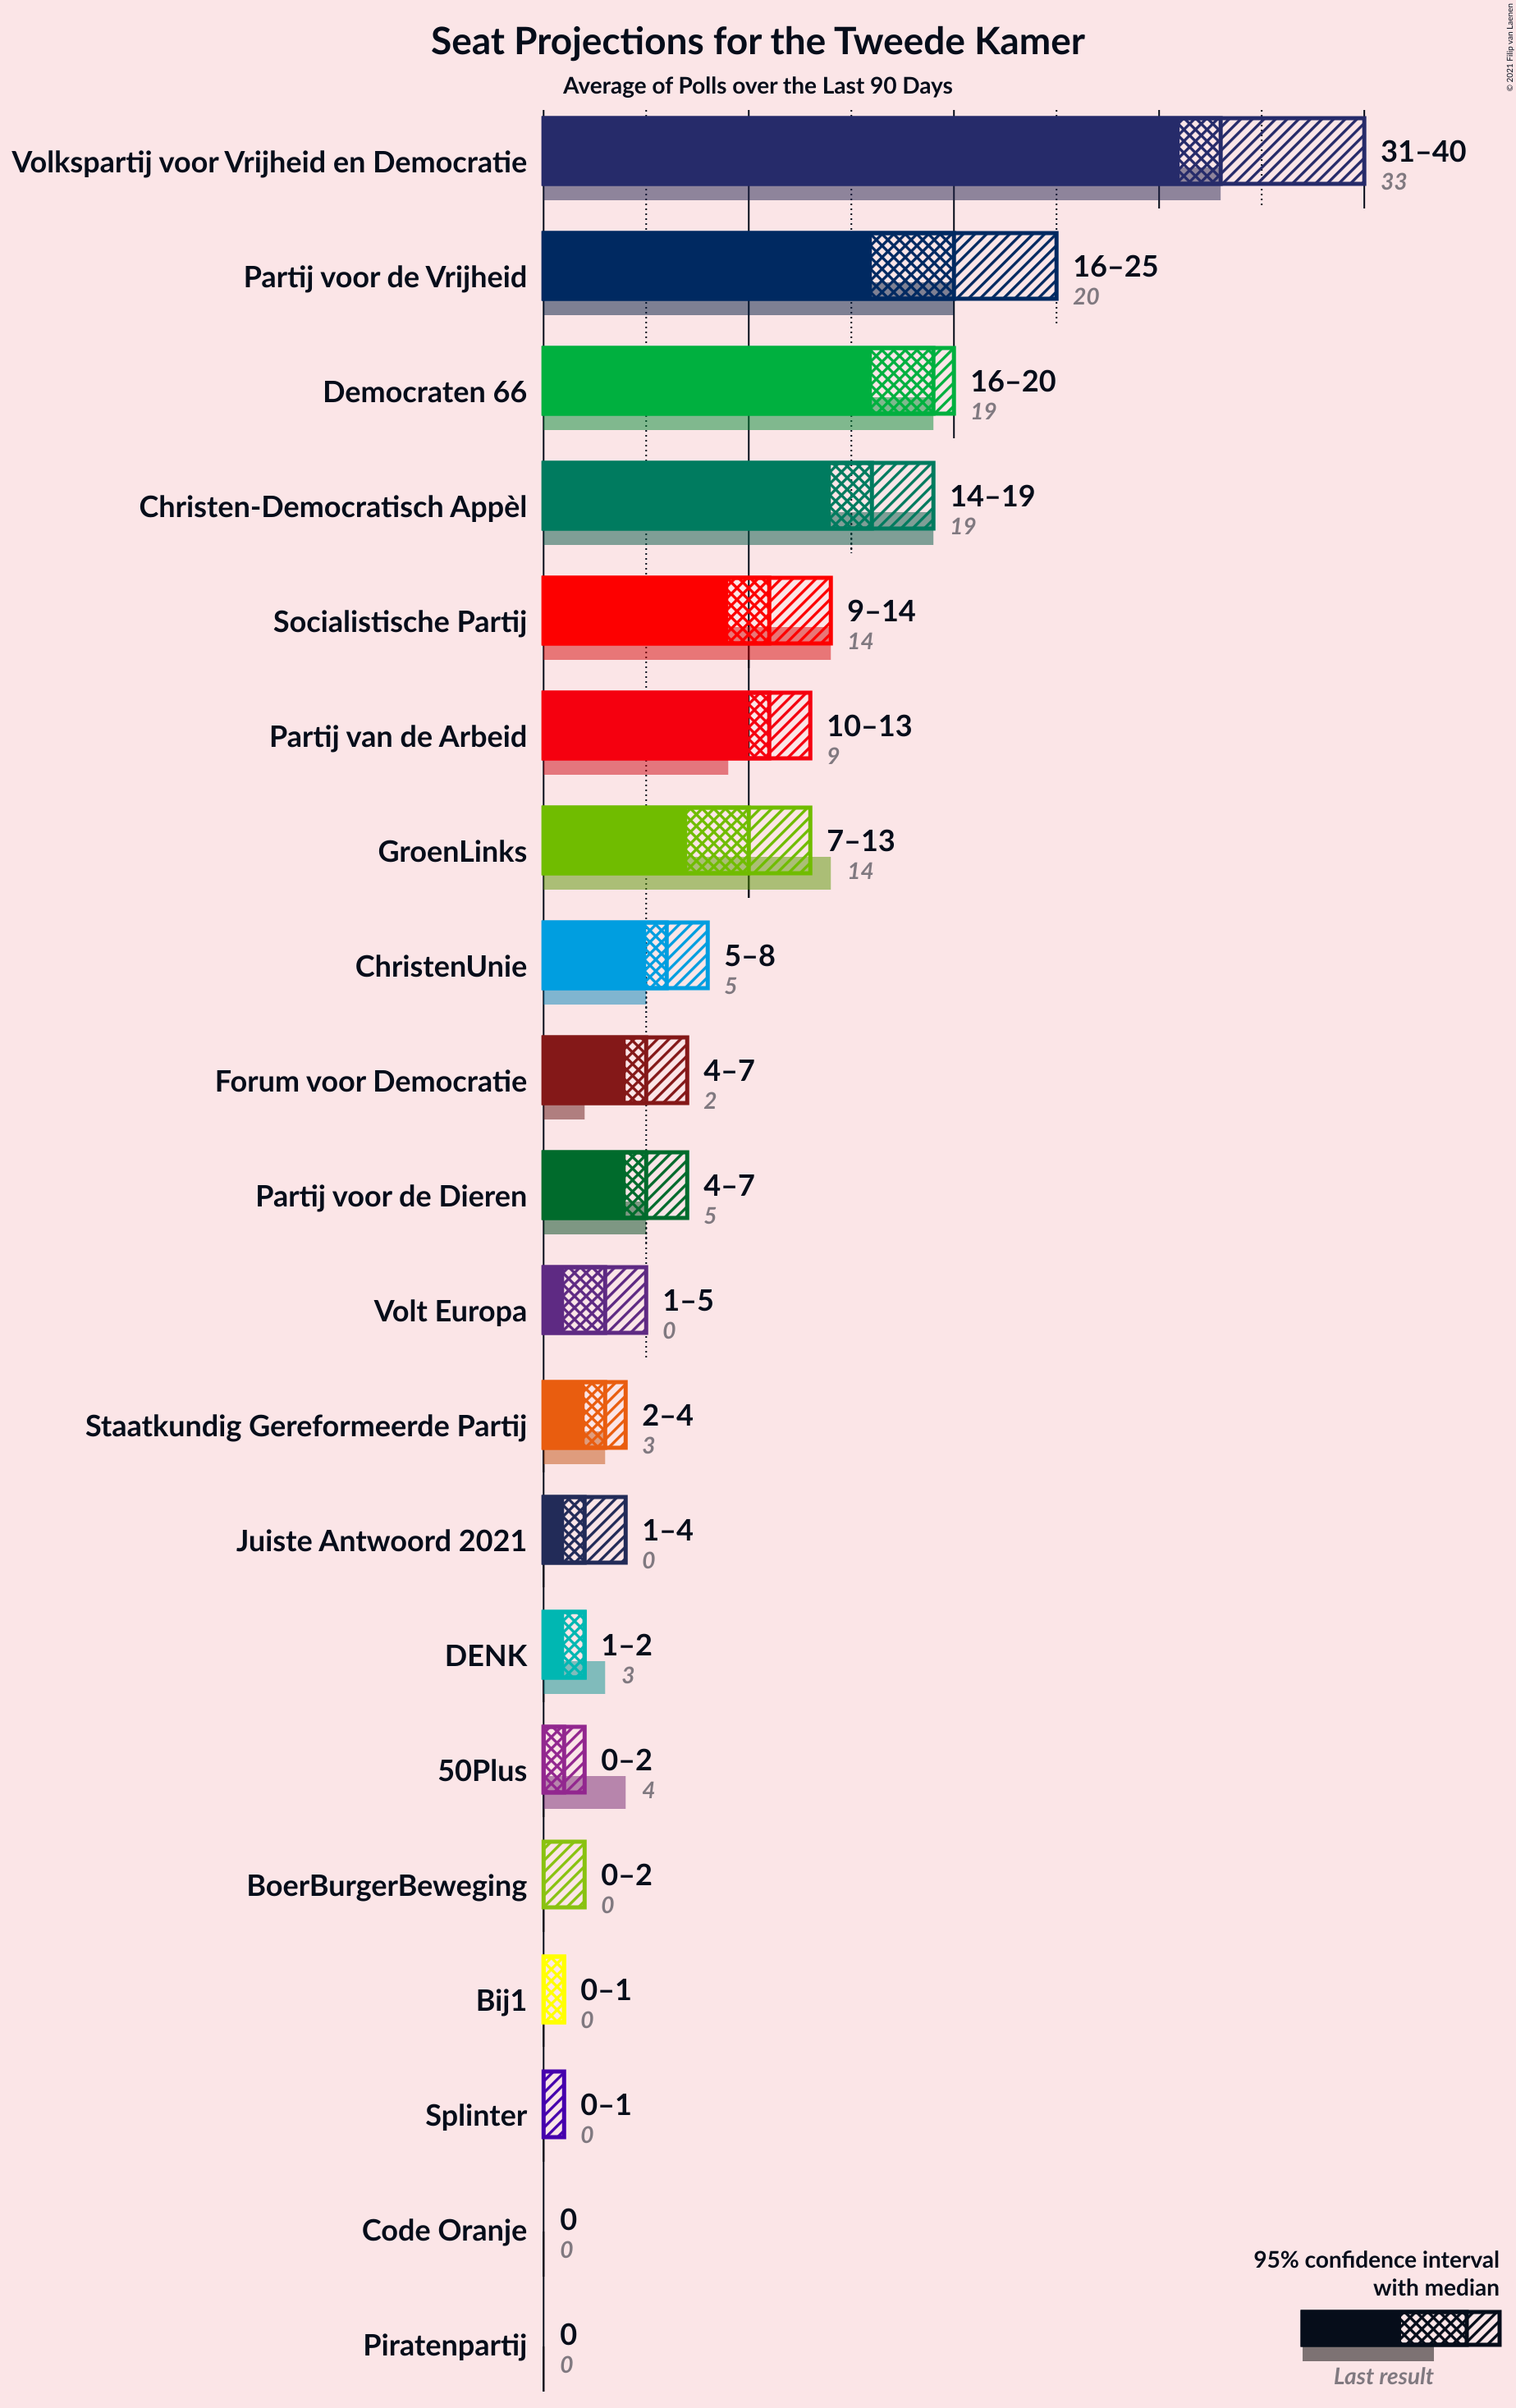 Seat Projections for the Tweede Kamer
Average of Polls over the Last 90 Days
© 2021 Filip van Laenen
Volkspartij voor Vrijheid en Democratie
31–40
33
Partij voor de Vrijheid
16–25
20
Democraten 66
16–20
19
Christen-Democratisch Appèl
14–19
19
Socialistische Partij
9–14
14
Partij van de Arbeid
10–13
9
GroenLinks
7–13
14
ChristenUnie
5–8
5
Forum voor Democratie
4–7
2
Partij voor de Dieren
4–7
5
Volt Europa
1–5
0
Staatkundig Gereformeerde Partij
2–4
3
Juiste Antwoord 2021
1–4
0
DENK
1–2
3
50Plus
0–2
4
BoerBurgerBeweging
0–2
0
Bij1
0–1
0
Splinter
0–1
0
Code Oranje
0
0
Piratenpartij
0
0
95% confidence interval
with median
Last result